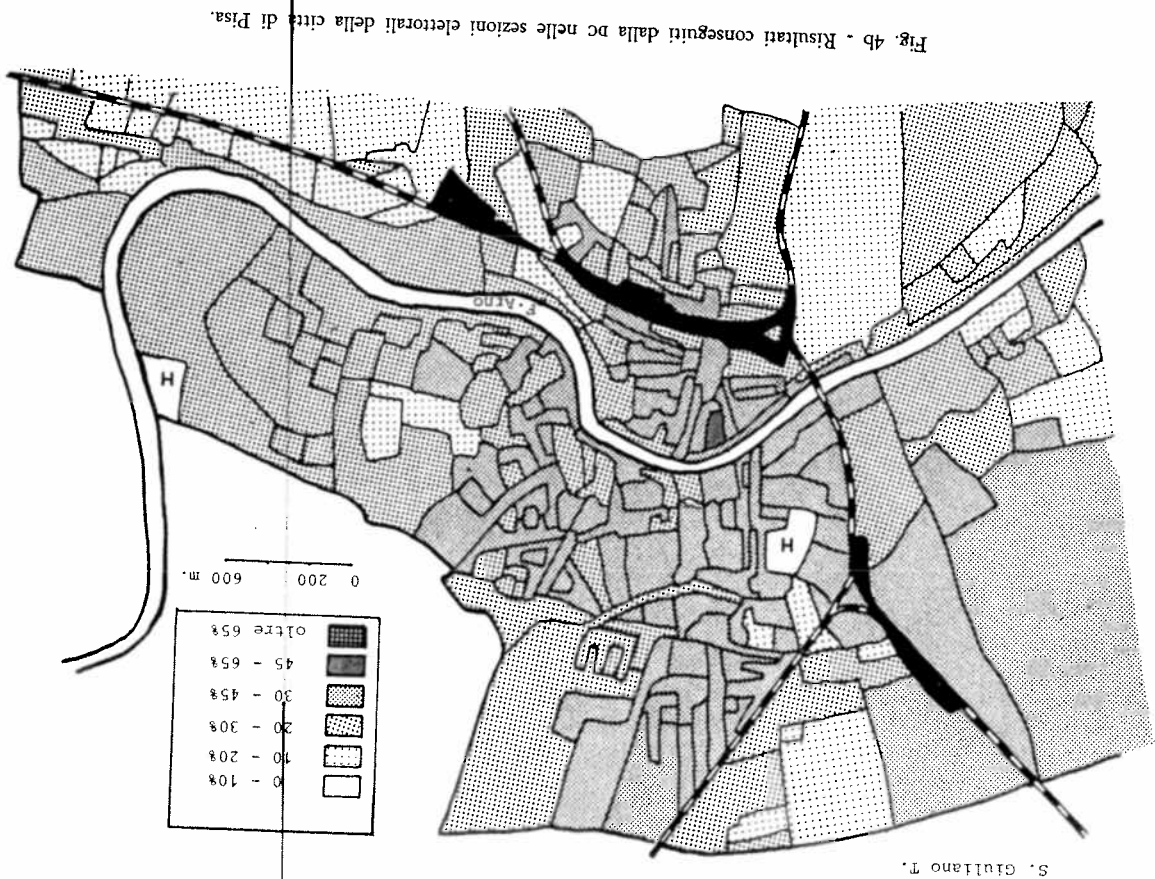 S. Giuliano T.
0 - 10%
10 - 20%
20 - 30%
30 - 45%
45 - 65%
oltre 65%
0 200 600 m.
H
H
F. Arno
Fig. 4b - Risultati conseguiti dalla DC nelle sezioni elettorali della città di Pisa.